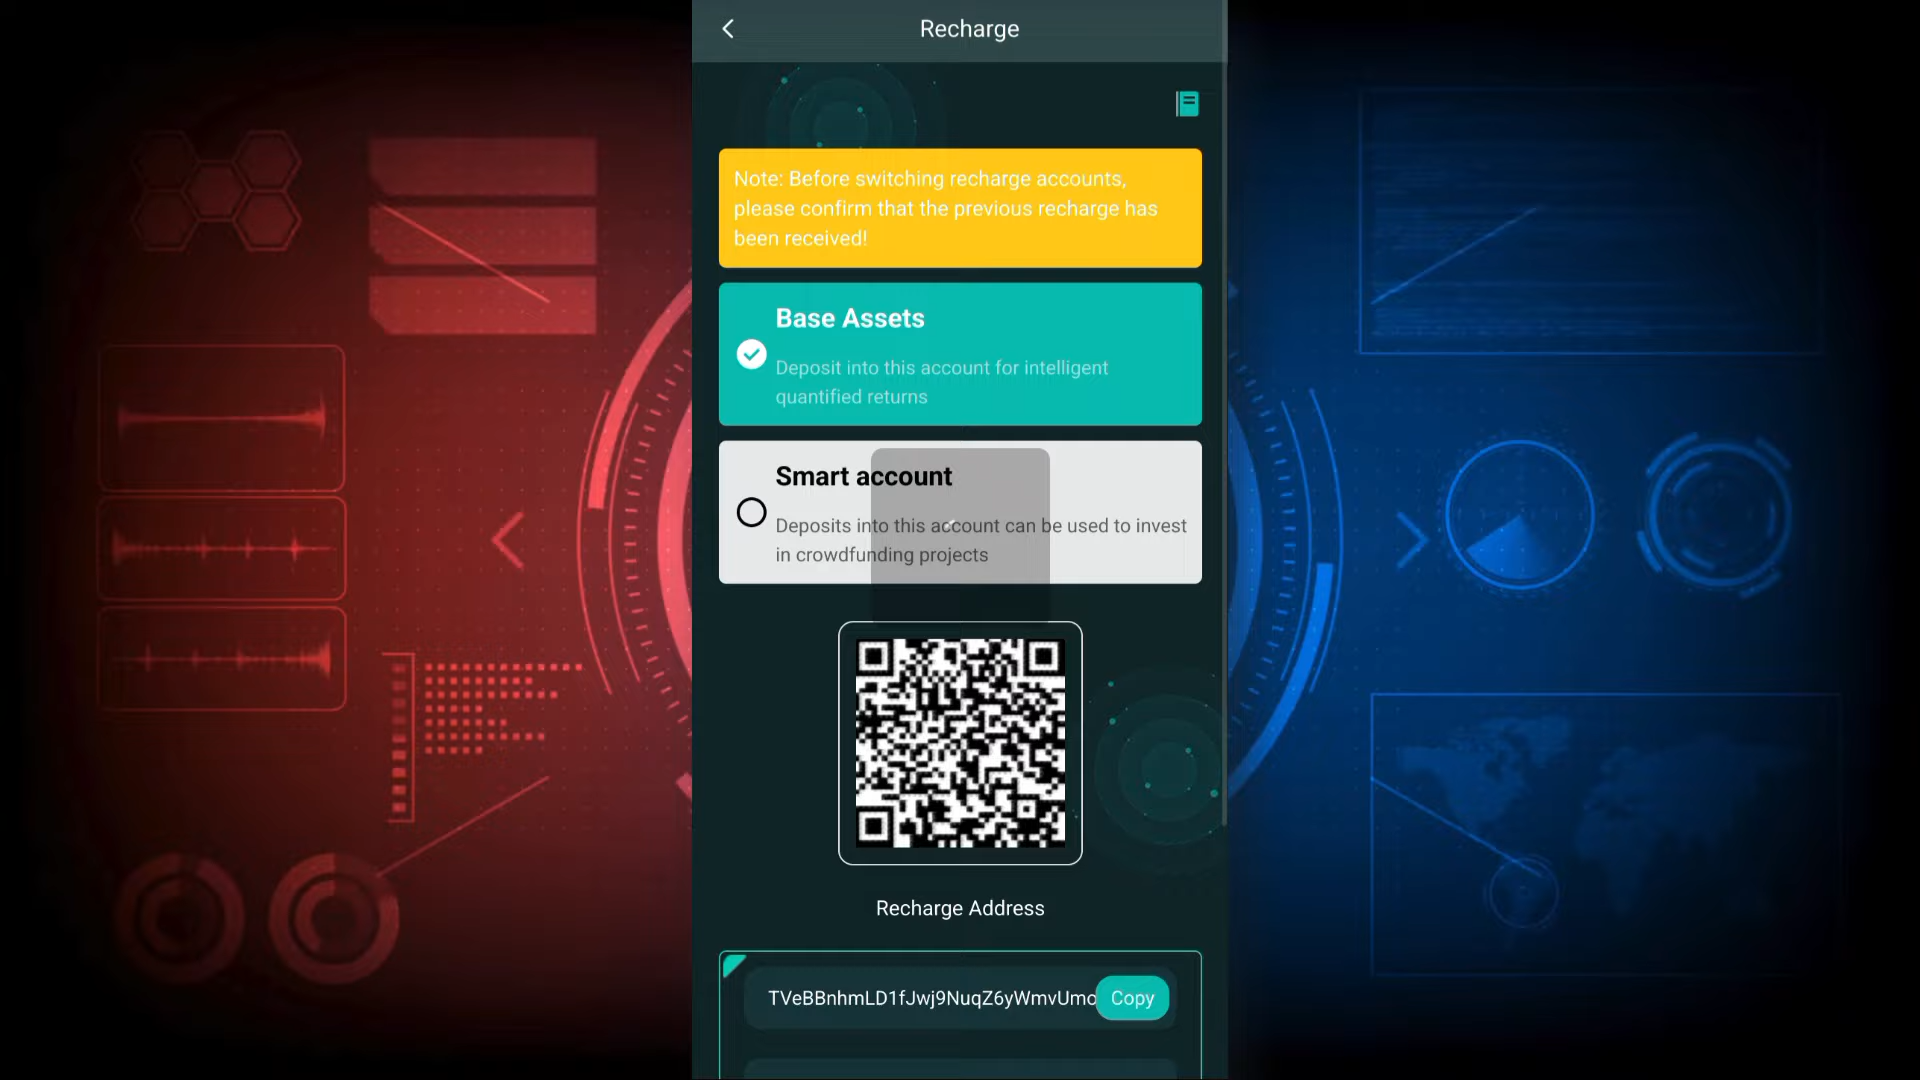 Recharge
Note: Before switching recharge accounts,
please confirm that the previous recharge has
been received!
Base Assets
Deposit into this account for intelligent
quantified returns
Smart account
Deposits into this account can be used to invest
in crowdfunding projects
Recharge Address
TVeBBnhmLD1fJwj9NuqZ6yWmvUmo
Copy